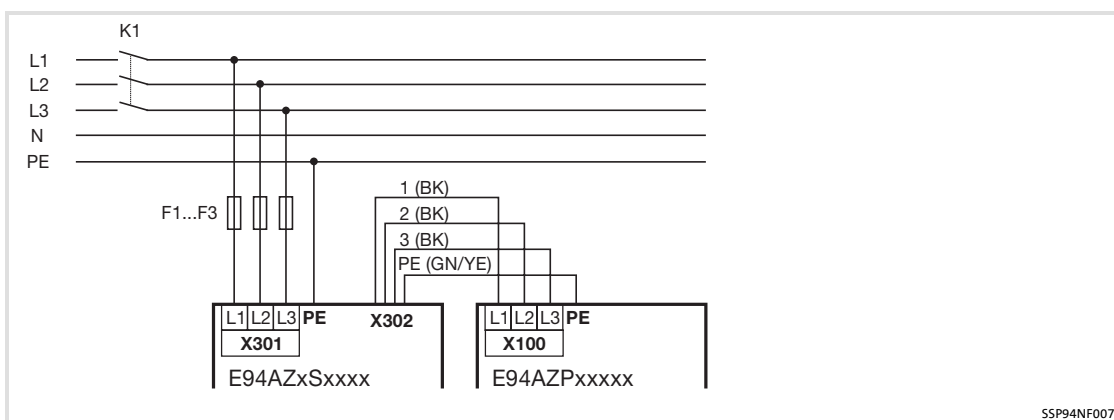 K1
L1
L2
L3
N
PE
F1...F3
1 (BK)
2 (BK)
3 (BK)
PE (GN/YE)
L1 L2 L3 PE
X302
L1 L2 L3 PE
X301
X100
E94AZxSxxxx
E94AZPxxxxx
SSP94NF007